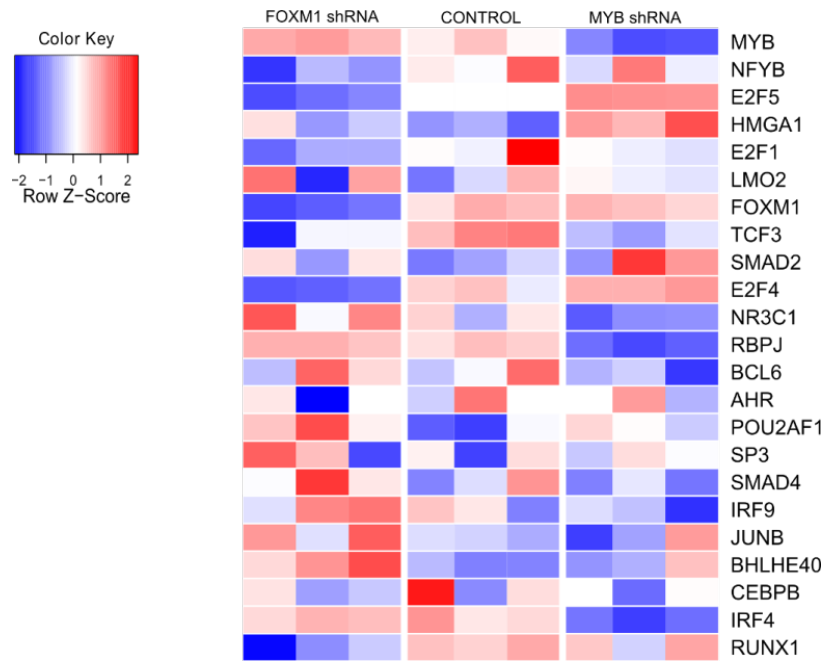 FOXM1 shRNA CONTROL MYB shRNA
Color Key
−2 −1 0 1 2
Row Z-Score
MYB
NFYB
E2F5
HMGA1
E2F1
LMO2
FOXM1
TCF3
SMAD2
E2F4
NR3C1
RBPJ
BCL6
AHR
POU2AF1
SP3
SMAD4
IRF9
JUNB
BHLHE40
CEBPB
IRF4
RUNX1